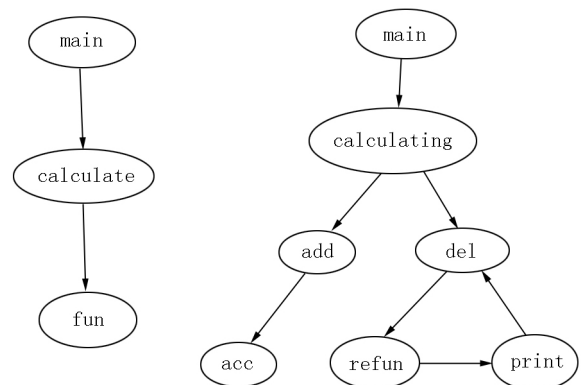 main
calculate
fun
main
calculating
add
del
acc
refun
print